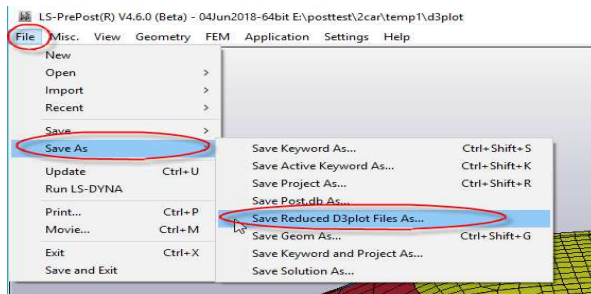 LS-PrePost(R) V4.6.0 (Beta) - 04Jun2018-64bit E:\posttest\2car\temp1\d3plot
File Misc. View Geometry FEM Application Settings Help
New
Open >
Import >
Recent >
Save >
Save As
Update Ctrl+U
Run LS-DYNA
Print... Ctrl+P
Movie... Ctrl+M
Exit Ctrl+X
Save and Exit
Save Keyword As... Ctrl+Shift+S
Save Active Keyword As... Ctrl+Shift+K
Save Project As... Ctrl+Shift+R
Save Post.db As...
Save Reduced D3plot Files As...
Save Geom As... Ctrl+Shift+G
Save Keyword and Project As...
Save Solution As...